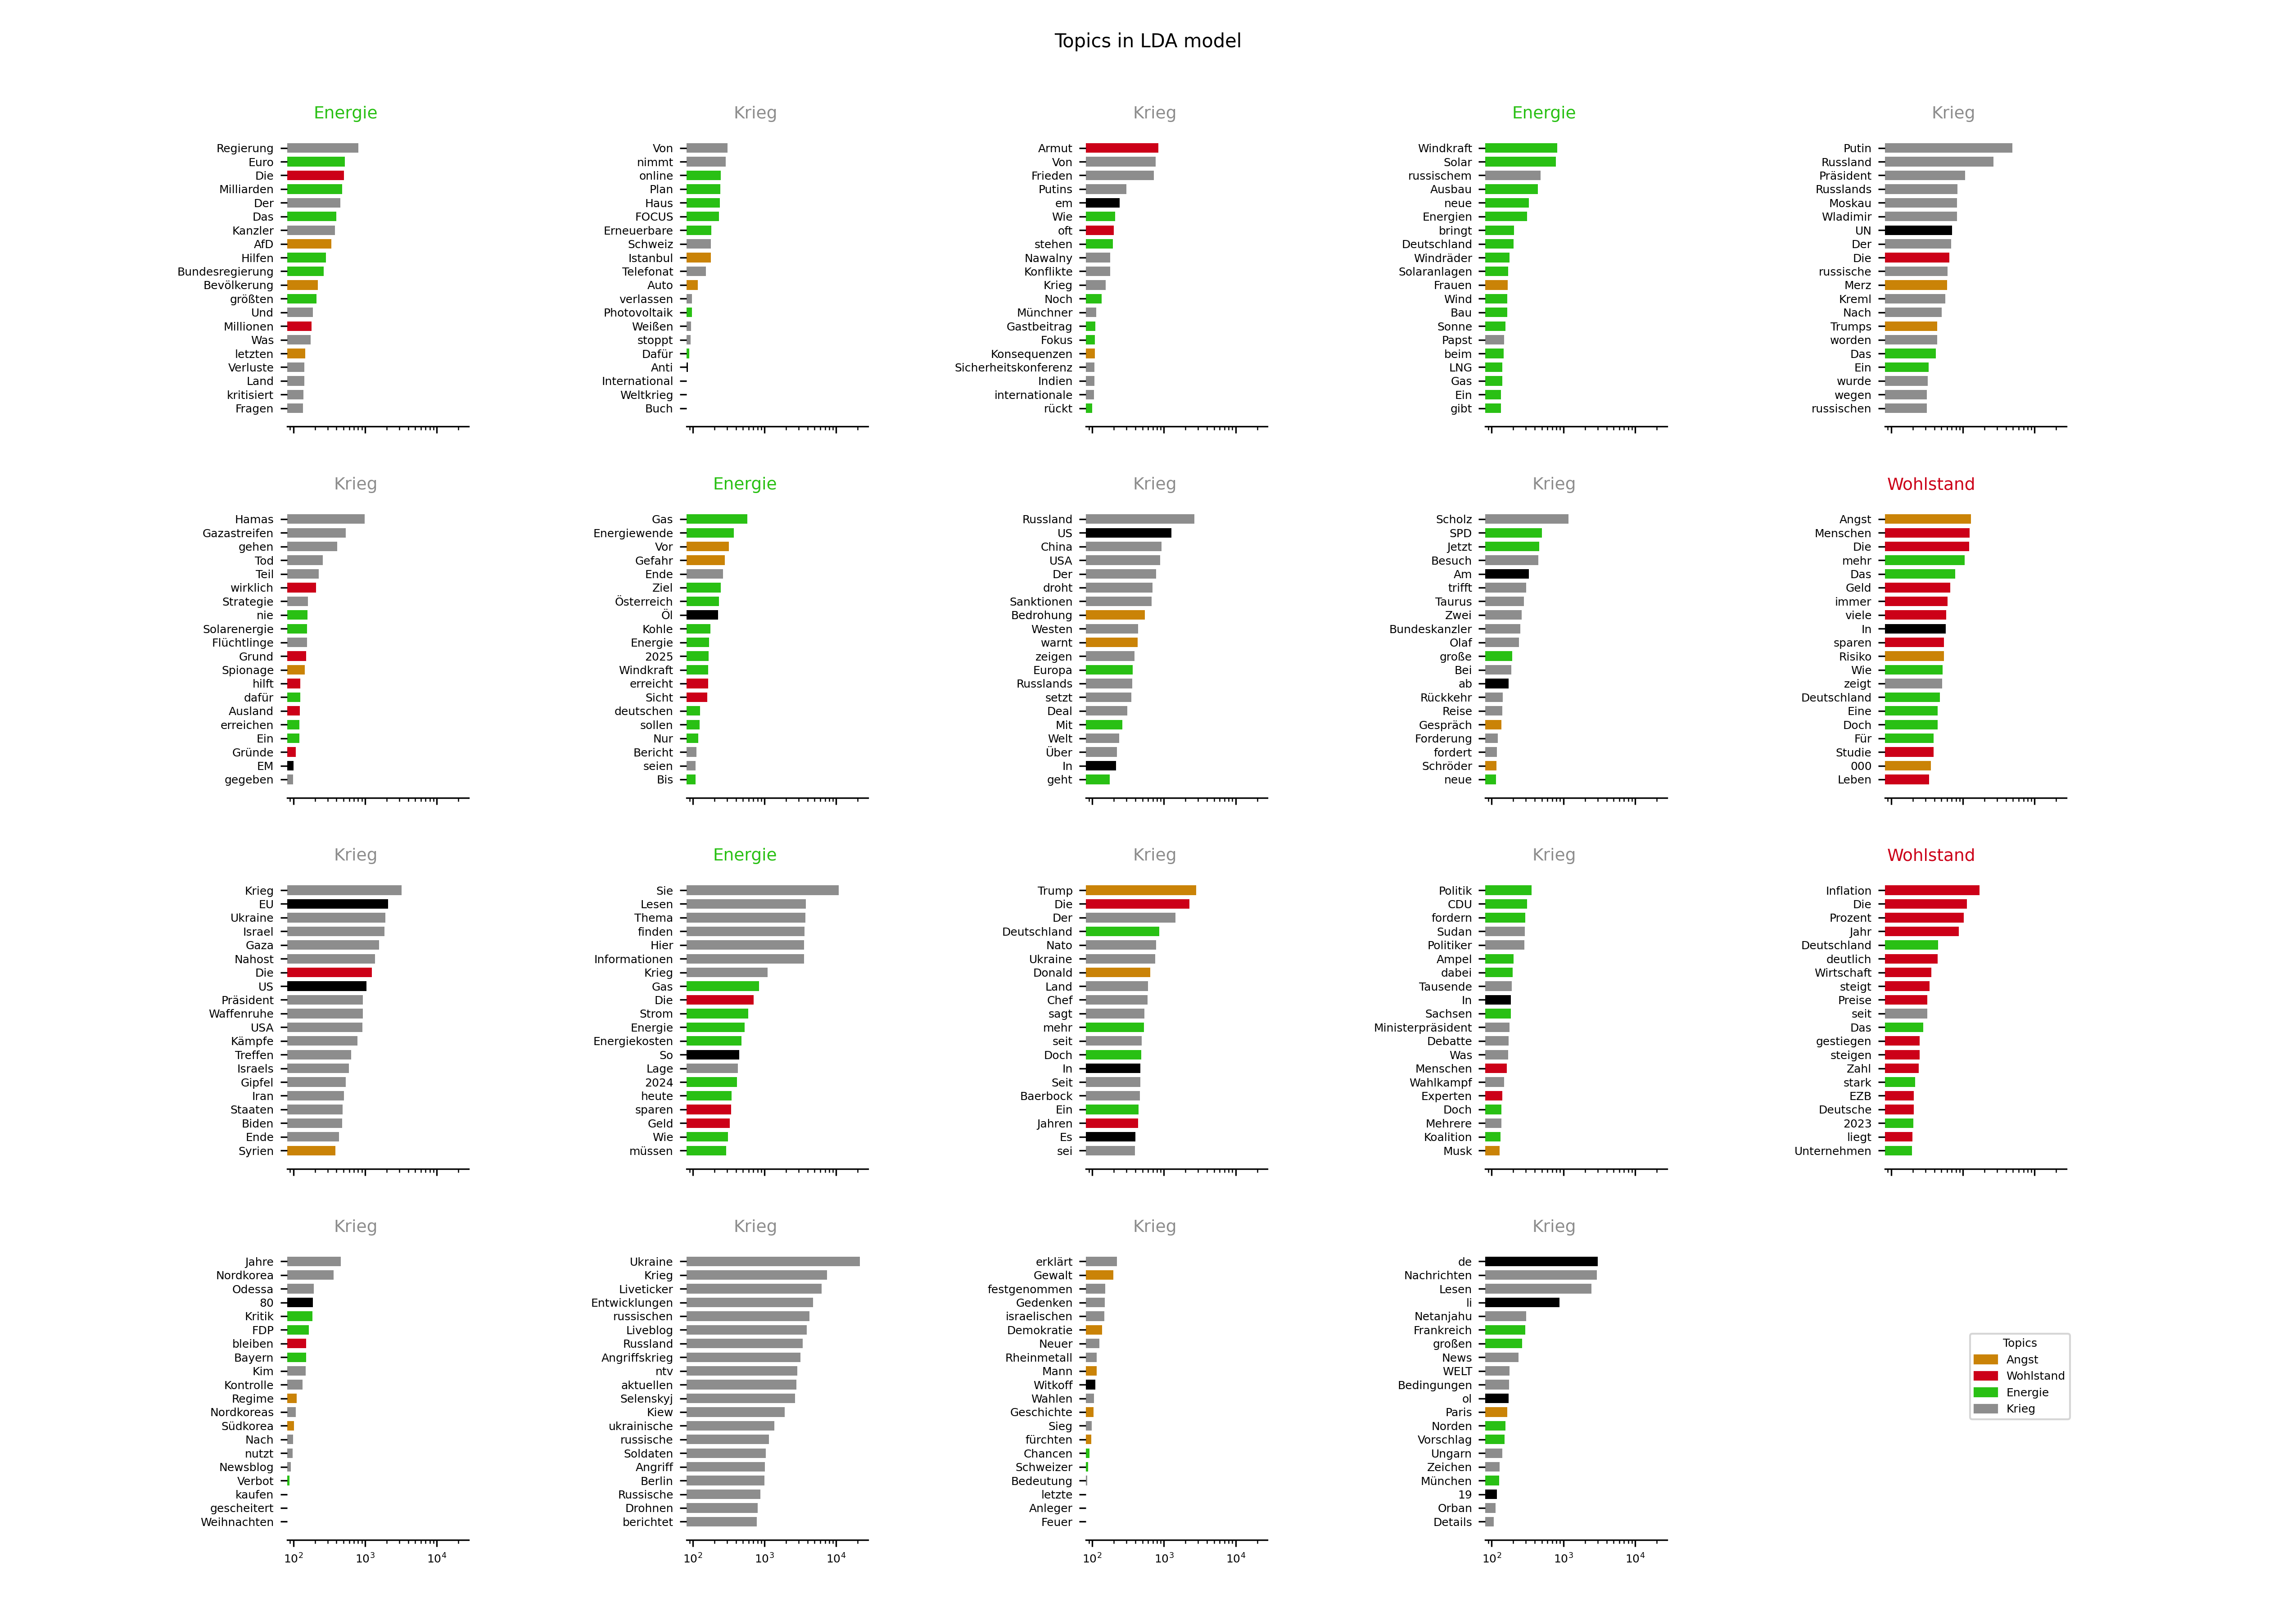 Topics in LDA model
Energie
Regierung
Euro
Die
Milliarden
Der
Das
Kanzler
AfD
Hilfen
Bundesregierung
Bevölkerung
größten
Und
Millionen
Was
letzten
Verluste
Land
kritisiert
Fragen
Krieg
Von
nimmt
online
Plan
Haus
FOCUS
Erneuerbare
Schweiz
Istanbul
Telefonat
Auto
verlassen
Photovoltaik
Weißen
stoppt
Dafür
Anti
International
Weltkrieg
Buch
Krieg
Armut
Von
Frieden
Putins
em
Wie
oft
stehen
Nawalny
Konflikte
Krieg
Noch
Münchner
Gastbeitrag
Fokus
Konsequenzen
Sicherheitskonferenz
Indien
internationale
rückt
Energie
Windkraft
Solar
russischem
Ausbau
neue
Energien
bringt
Deutschland
Windräder
Solaranlagen
Frauen
Wind
Bau
Sonne
Papst
beim
LNG
Gas
Ein
gibt
Krieg
Putin
Russland
Präsident
Russlands
Moskau
Wladimir
UN
Der
Die
russische
Merz
Kreml
Nach
Trumps
worden
Das
Ein
wurde
wegen
russischen
Krieg
Hamas
Gazastreifen
gehen
Tod
Teil
wirklich
Strategie
nie
Solarenergie
Flüchtlinge
Grund
Spionage
hilft
dafür
Ausland
erreichen
Ein
Gründe
EM
gegeben
Energie
Gas
Energiewende
Vor
Gefahr
Ende
Ziel
Österreich
Öl
Kohle
Energie
2025
Windkraft
erreicht
Sicht
deutschen
sollen
Nur
Bericht
seien
Bis
Krieg
Russland
US
China
USA
Der
droht
Sanktionen
Bedrohung
Westen
warnt
zeigen
Europa
Russlands
setzt
Deal
Mit
Welt
Über
In
geht
Krieg
Scholz
SPD
Jetzt
Besuch
Am
trifft
Taurus
Zwei
Bundeskanzler
Olaf
große
Bei
ab
Rückkehr
Reise
Gespräch
Forderung
fordert
Schröder
neue
Wohlstand
Angst
Menschen
Die
mehr
Das
Geld
immer
viele
In
sparen
Risiko
Wie
zeigt
Deutschland
Eine
Doch
Für
Studie
000
Leben
Krieg
Krieg
EU
Ukraine
Israel
Gaza
Nahost
Die
US
Präsident
Waffenruhe
USA
Kämpfe
Treffen
Israels
Gipfel
Iran
Staaten
Biden
Ende
Syrien
Energie
Sie
Lesen
Thema
finden
Hier
Informationen
Krieg
Gas
Die
Strom
Energie
Energiekosten
So
Lage
2024
heute
sparen
Geld
Wie
müssen
Krieg
Trump
Die
Der
Deutschland
Nato
Ukraine
Donald
Land
Chef
sagt
mehr
seit
Doch
In
Seit
Baerbock
Ein
Jahren
Es
sei
Krieg
Politik
CDU
fordern
Sudan
Politiker
Ampel
dabei
Tausende
In
Sachsen
Ministerpräsident
Debatte
Was
Menschen
Wahlkampf
Experten
Doch
Mehrere
Koalition
Musk
Wohlstand
Inflation
Die
Prozent
Jahr
Deutschland
deutlich
Wirtschaft
steigt
Preise
seit
Das
gestiegen
steigen
Zahl
stark
EZB
Deutsche
2023
liegt
Unternehmen
Krieg
Jahre
Nordkorea
Odessa
80
Kritik
FDP
bleiben
Bayern
Kim
Kontrolle
Regime
Nordkoreas
Südkorea
Nach
nutzt
Newsblog
Verbot
kaufen
gescheitert
Weihnachten
10² 10³ 10⁴
Krieg
Ukraine
Krieg
Liveticker
Entwicklungen
russischen
Liveblog
Russland
Angriffskrieg
ntv
aktuellen
Selenskyj
Kiew
ukrainische
russische
Soldaten
Angriff
Berlin
Russische
Drohnen
berichtet
10² 10³ 10⁴
Krieg
erklärt
Gewalt
festgenommen
Gedenken
israelischen
Demokratie
Neuer
Rheinmetall
Mann
Witkoff
Wahlen
Geschichte
Sieg
fürchten
Chancen
Schweizer
Bedeutung
letzte
Anleger
Feuer
10² 10³ 10⁴
Krieg
de
Nachrichten
Lesen
li
Netanjahu
Frankreich
großen
News
WELT
Bedingungen
ol
Paris
Norden
Vorschlag
Ungarn
Zeichen
München
19
Orban
Details
10² 10³ 10⁴
Topics
Angst
Wohlstand
Energie
Krieg